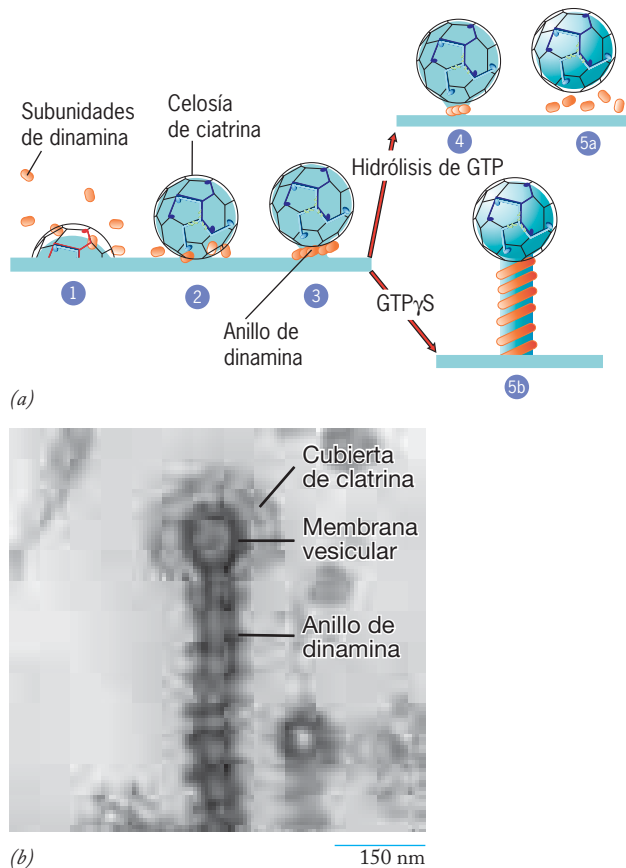 Subunidades
de dinamina
Celosía
de ciatrina
1
2
3
Anillo de
dinamina
4
5a
Hidrólisis de GTP
GTPγS
5b
(a)
Cubierta
de clatrina
Membrana
vesicular
Anillo de
dinamina
(b)
150 nm